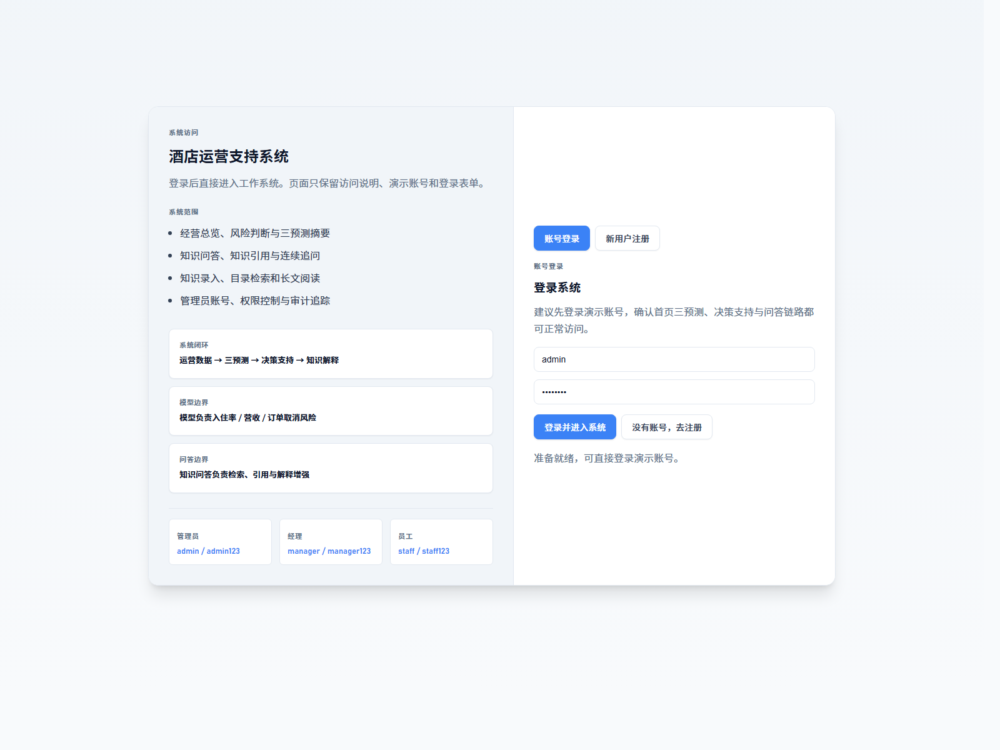 系统访问
酒店运营支持系统
登录后直接进入工作系统。页面只保留访问说明、演示账号和登录表单。
系统范围
经营总览、风险判断与三预测摘要
知识问答、知识引用与连续追问
知识录入、目录检索和长文阅读
管理员账号、权限控制与审计追踪
系统闭环
运营数据 → 三预测 → 决策支持 → 知识解释
模型边界
模型负责入住率 / 营收 / 订单取消风险
问答边界
知识问答负责检索、引用与解释增强
管理员
admin / admin123
经理
manager / manager123
员工
staff / staff123
账号登录
新用户注册
账号登录
登录系统
建议先登录演示账号，确认首页三预测、决策支持与问答链路都
可正常访问。
admin
••••••••
登录并进入系统
没有账号，去注册
准备就绪，可直接登录演示账号。